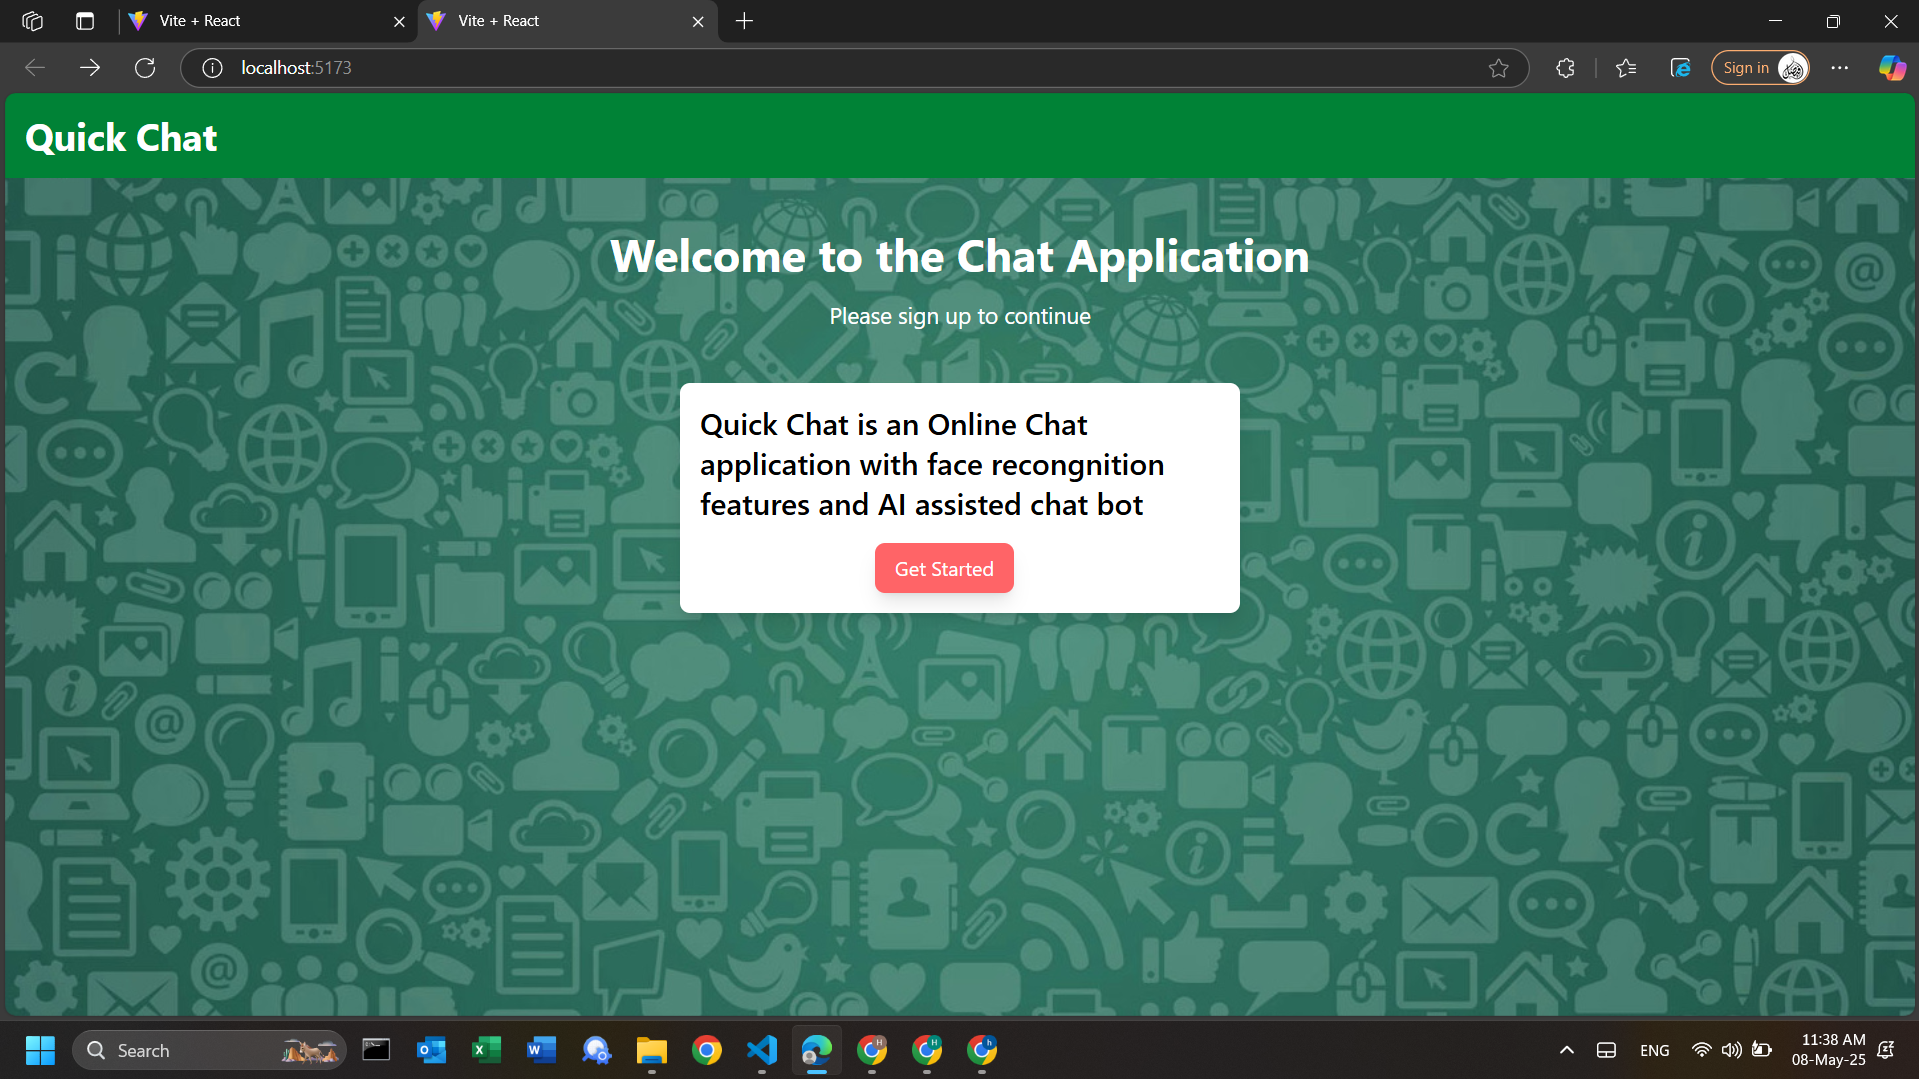 Vite + React
Vite + React
localhost:5173
Sign in
Quick Chat
Welcome to the Chat Application
Please sign up to continue
Quick Chat is an Online Chat
application with face recongnition
features and AI assisted chat bot
Get Started
Search
ENG
11:38 AM
08-May-25